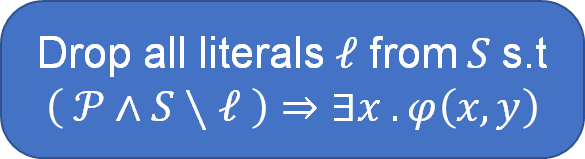 Drop all literals ℓ from 𝑆 s.t
( 𝒫 ∧ 𝑆 \ ℓ ) ⇒ ∃𝑥 . 𝜑(𝑥, 𝑦)